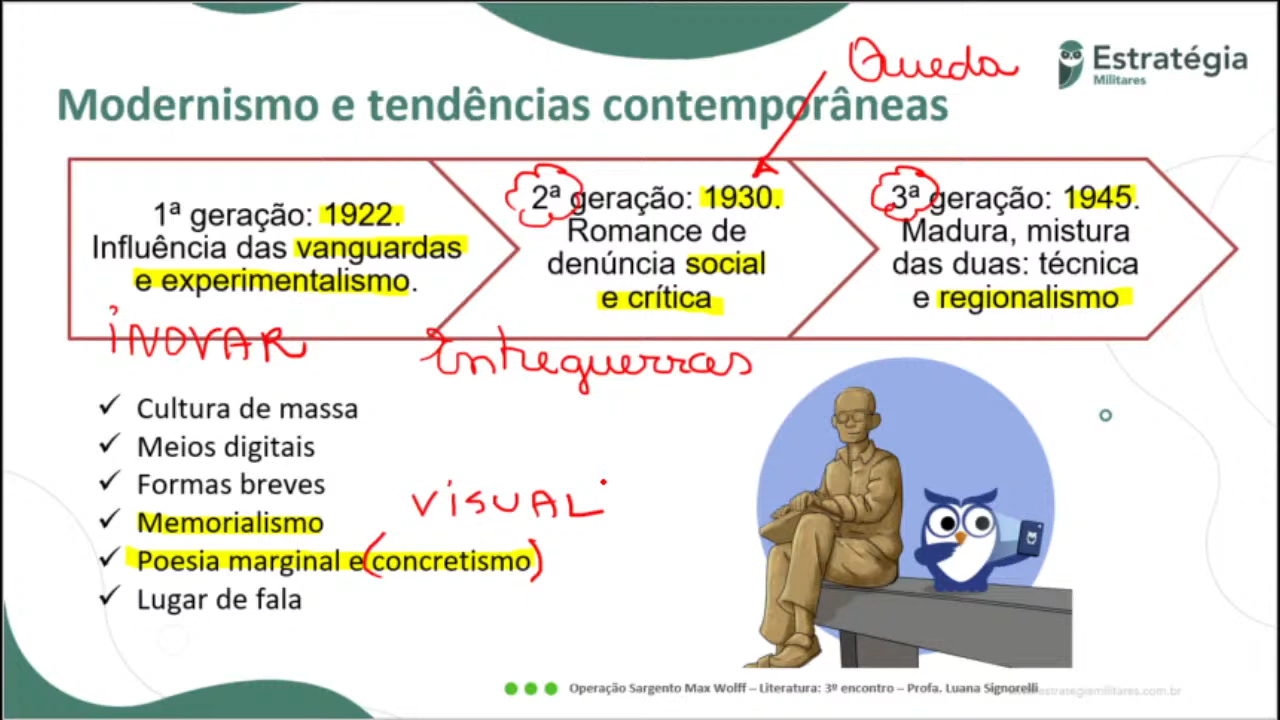 Queda
Estratégia
Militares
Modernismo e tendências contemporâneas
1ª geração: 1922.
Influência das vanguardas
e experimentalismo.
2ª geração: 1930.
Romance de
denúncia social
e crítica
3ª geração: 1945.
Madura, mistura
das duas: técnica
e regionalismo
iNOVAR
Entreguerras
Cultura de massa
Meios digitais
Formas breves
Memorialismo
VISUAL
Poesia marginal e (concretismo)
Lugar de fala
Operação Sargento Max Wolff – Literatura: 3º encontro – Profa. Luana Signorelli
estrategiamilitares.com.br